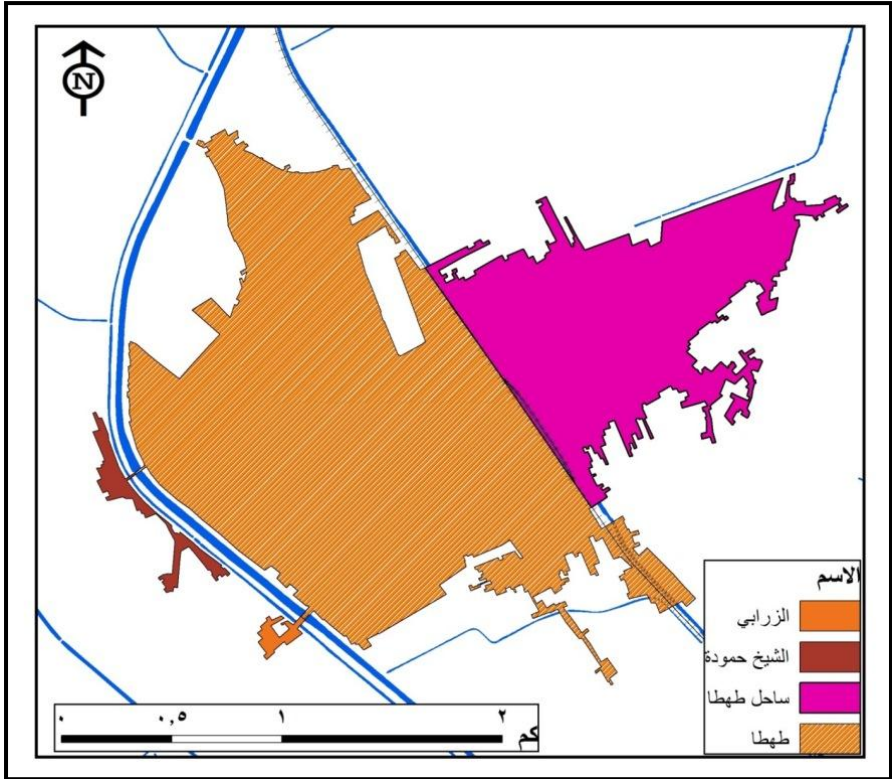 N
الاسم
الزرابي
الشيخ حمودة
ساحل طهطا
طهطا
٠ ٠,٥ ١ ٢
كم